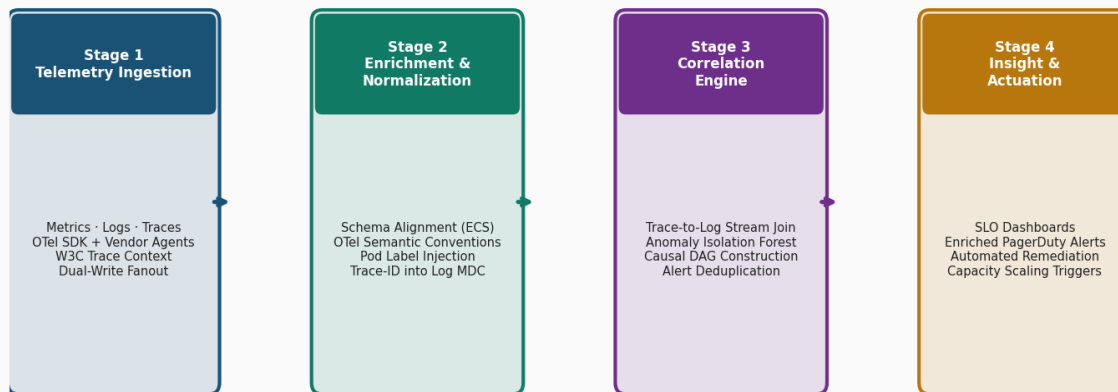 Stage 1
Telemetry Ingestion
Metrics · Logs · Traces
OTel SDK + Vendor Agents
W3C Trace Context
Dual-Write Fanout
Stage 2
Enrichment &
Normalization
Schema Alignment (ECS)
OTel Semantic Conventions
Pod Label Injection
Trace-ID into Log MDC
Stage 3
Correlation
Engine
Trace-to-Log Stream Join
Anomaly Isolation Forest
Causal DAG Construction
Alert Deduplication
Stage 4
Insight &
Actuation
SLO Dashboards
Enriched PagerDuty Alerts
Automated Remediation
Capacity Scaling Triggers